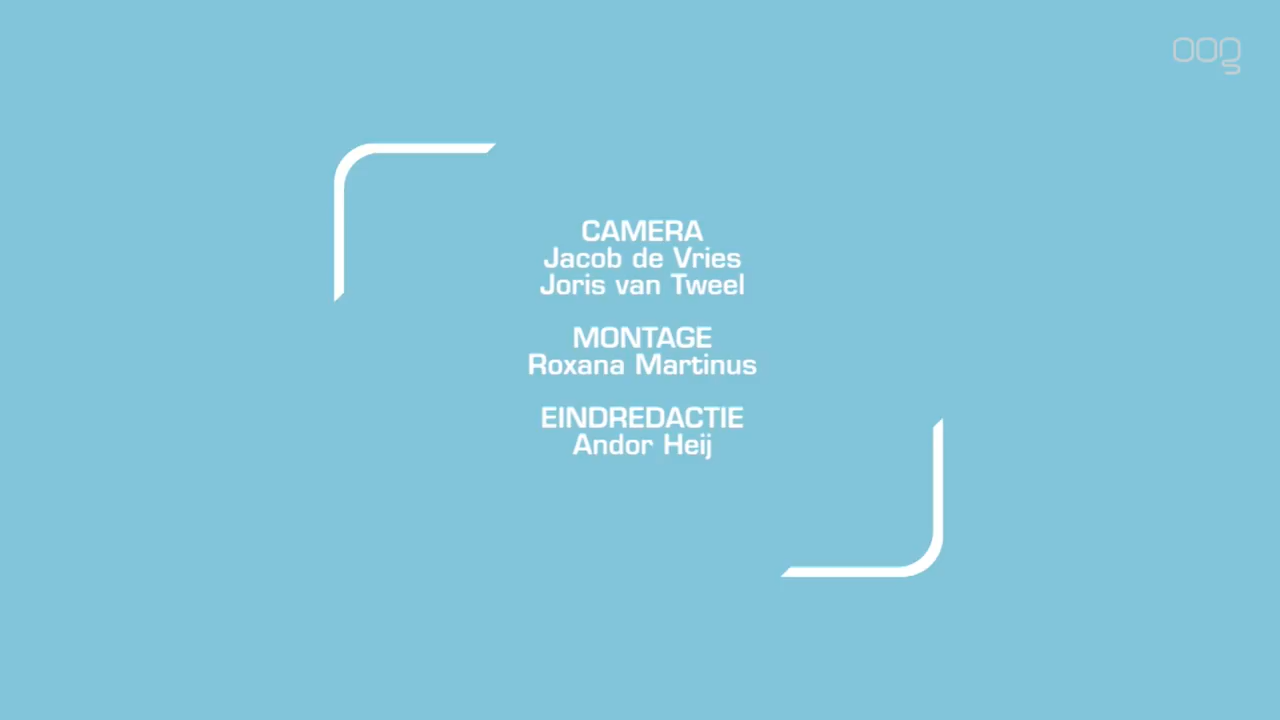 oog
CAMERA
Jacob de Vries
Joris van Tweel
MONTAGE
Roxana Martinus
EINDREDACTIE
Andor Heij